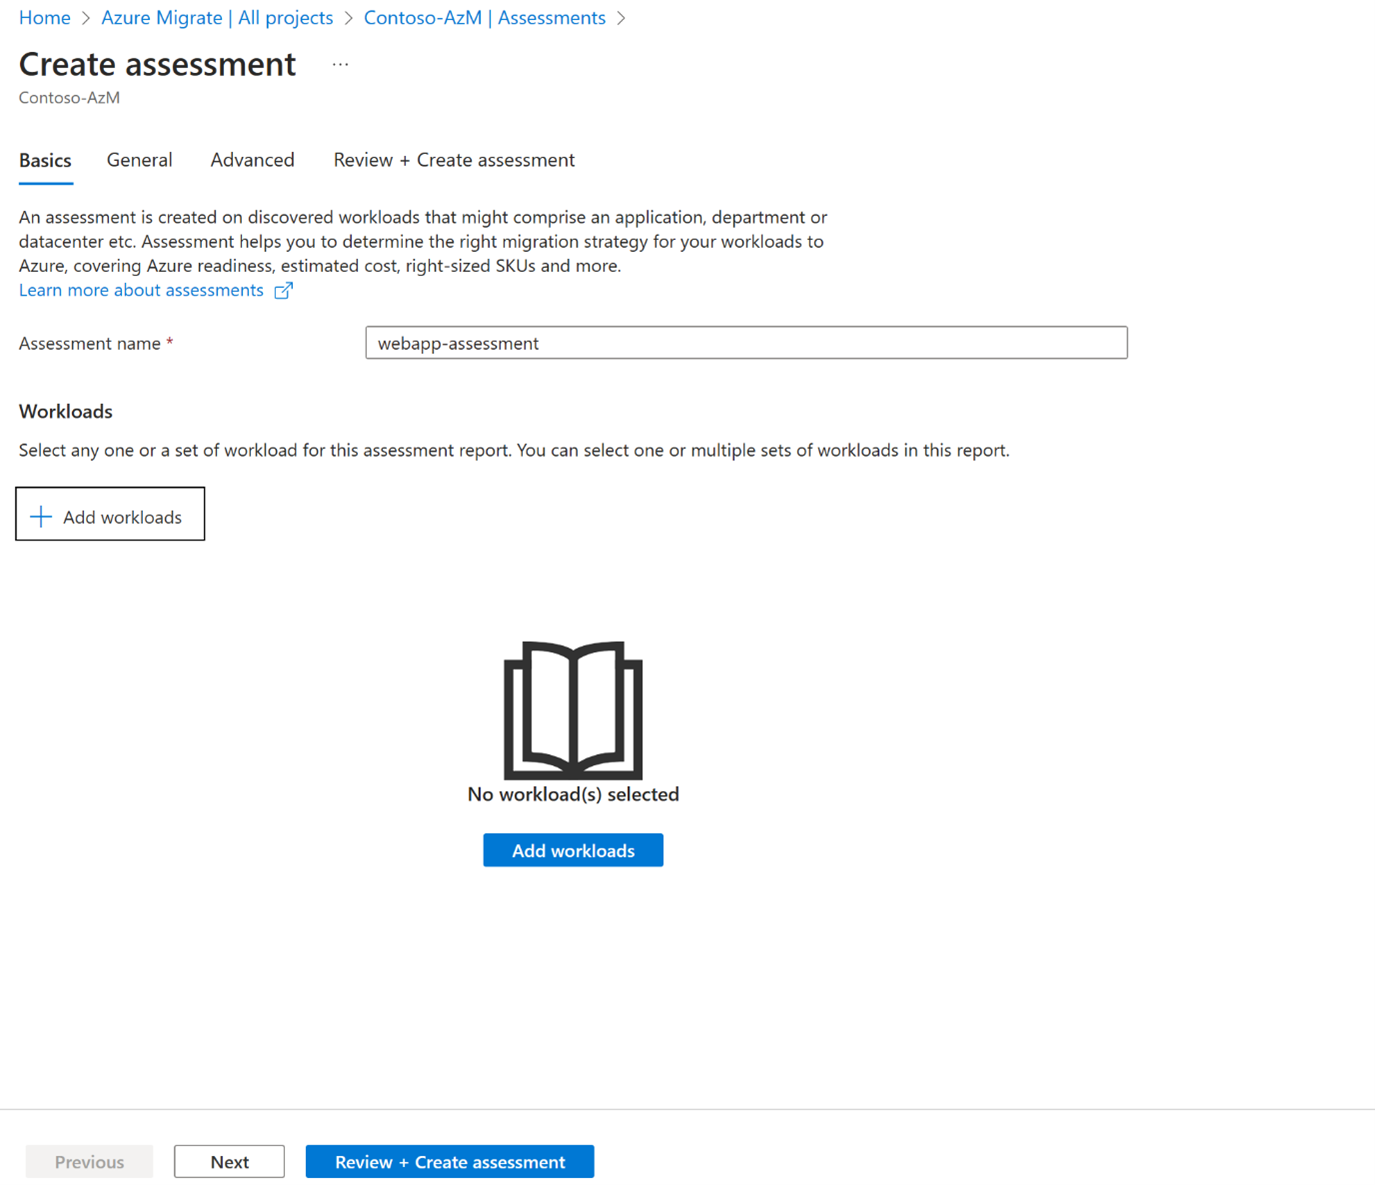 Home > Azure Migrate | All projects > Contoso-AzM | Assessments >
Create assessment ...
Contoso-AzM
Basics General Advanced Review + Create assessment
An assessment is created on discovered workloads that might comprise an application, department or
datacenter etc. Assessment helps you to determine the right migration strategy for your workloads to
Azure, covering Azure readiness, estimated cost, right-sized SKUs and more.
Learn more about assessments
Assessment name * webapp-assessment
Workloads
Select any one or a set of workload for this assessment report. You can select one or multiple sets of workloads in this report.
+ Add workloads
No workload(s) selected
Add workloads
Previous Next Review + Create assessment